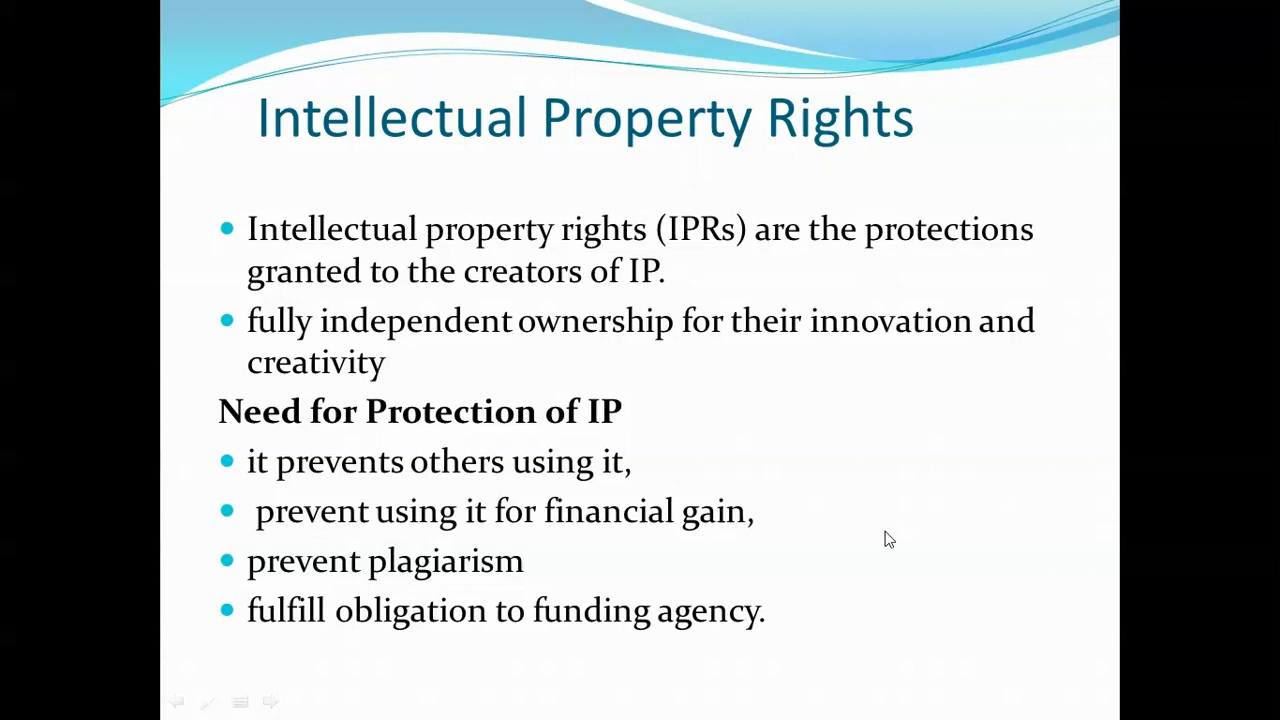 Intellectual Property Rights
• Intellectual property rights (IPRs) are the protections
granted to the creators of IP.
• fully independent ownership for their innovation and
creativity
Need for Protection of IP
• it prevents others using it,
• prevent using it for financial gain,
• prevent plagiarism
• fulfill obligation to funding agency.